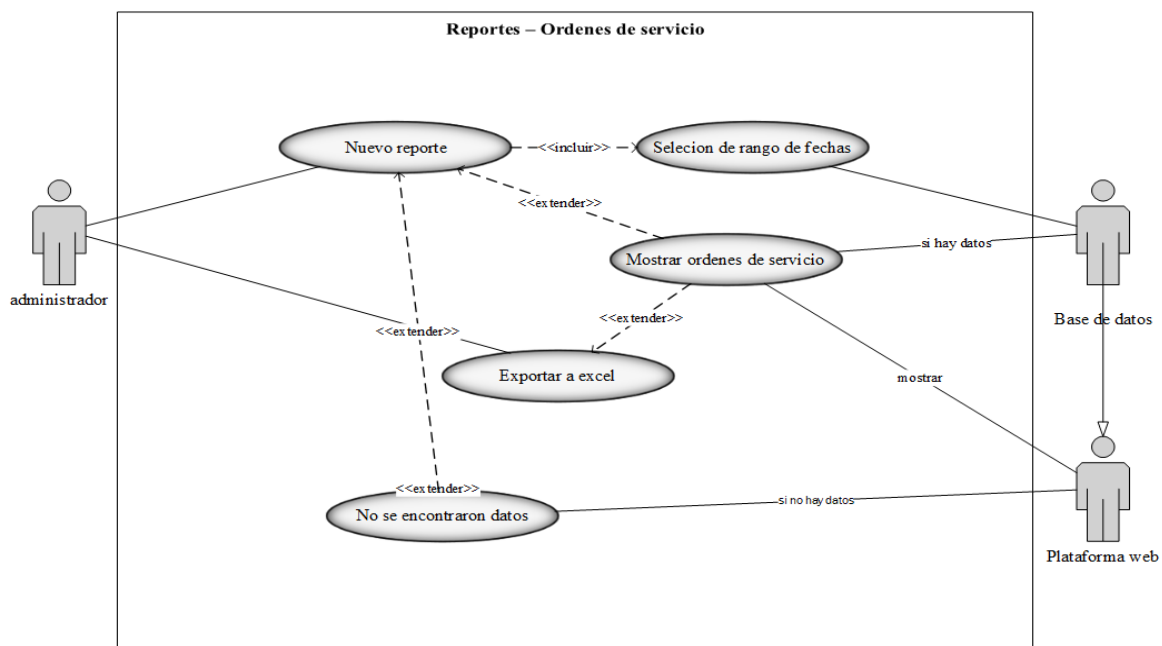 Reportes – Ordenes de servicio
Nuevo reporte
<<incluir>>
Selecion de rango de fechas
<<extender>>
si hay datos
Mostrar ordenes de servicio
administrador
<<extender>>
Base de datos
<<extender>>
Exportar a excel
mostrar
<<extender>>
si no hay datos
No se encontraron datos
Plataforma web